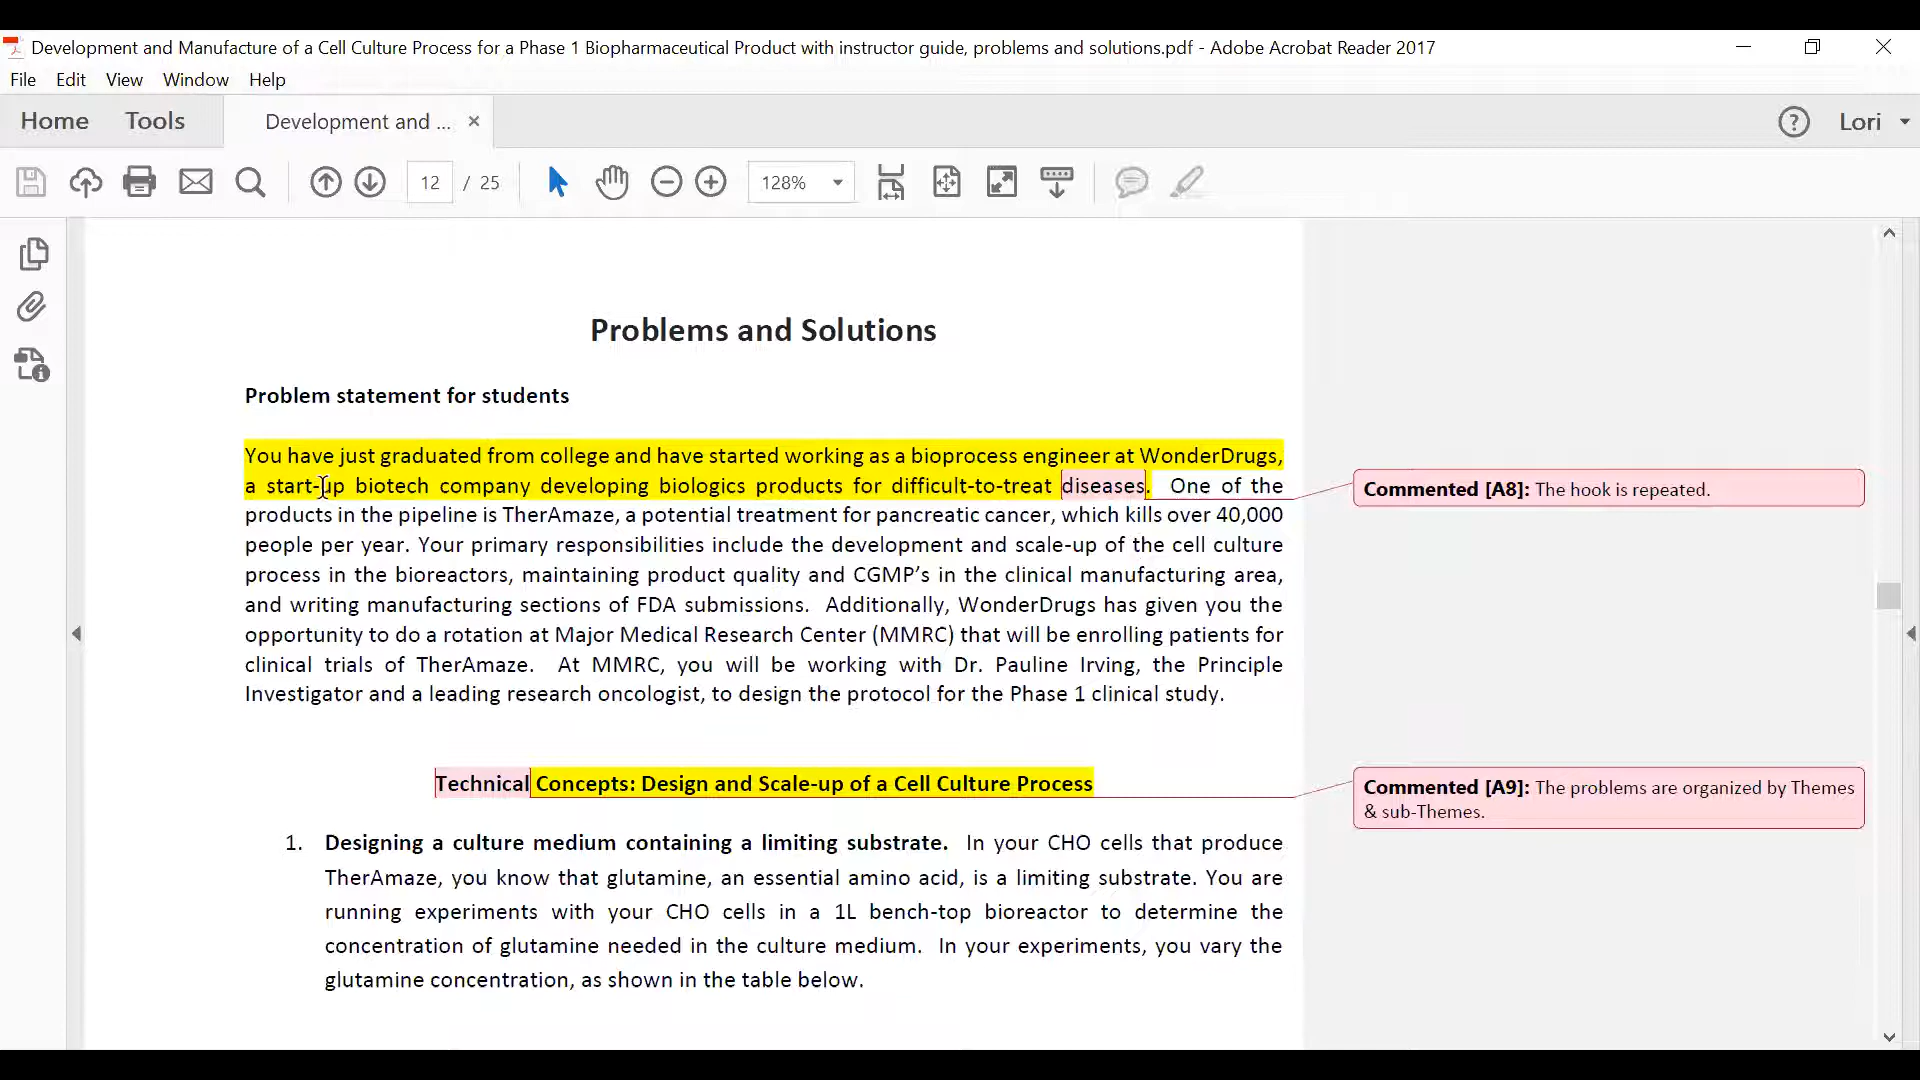 Development and Manufacture of a Cell Culture Process for a Phase 1 Biopharmaceutical Product with instructor guide, problems and solutions.pdf - Adobe Acrobat Reader 2017
File Edit View Window Help
Home Tools Development and ... × ? Lori
12 / 25 128%
Problems and Solutions
Problem statement for students
You have just graduated from college and have started working as a bioprocess engineer at WonderDrugs,
a start-up biotech company developing biologics products for difficult-to-treat diseases. One of the
Commented [A8]: The hook is repeated.
products in the pipeline is TherAmaze, a potential treatment for pancreatic cancer, which kills over 40,000
people per year. Your primary responsibilities include the development and scale-up of the cell culture
process in the bioreactors, maintaining product quality and CGMP’s in the clinical manufacturing area,
and writing manufacturing sections of FDA submissions. Additionally, WonderDrugs has given you the
opportunity to do a rotation at Major Medical Research Center (MMRC) that will be enrolling patients for
clinical trials of TherAmaze. At MMRC, you will be working with Dr. Pauline Irving, the Principle
Investigator and a leading research oncologist, to design the protocol for the Phase 1 clinical study.
Technical Concepts: Design and Scale-up of a Cell Culture Process
Commented [A9]: The problems are organized by Themes
& sub-Themes.
1. Designing a culture medium containing a limiting substrate. In your CHO cells that produce
TherAmaze, you know that glutamine, an essential amino acid, is a limiting substrate. You are
running experiments with your CHO cells in a 1L bench-top bioreactor to determine the
concentration of glutamine needed in the culture medium. In your experiments, you vary the
glutamine concentration, as shown in the table below.